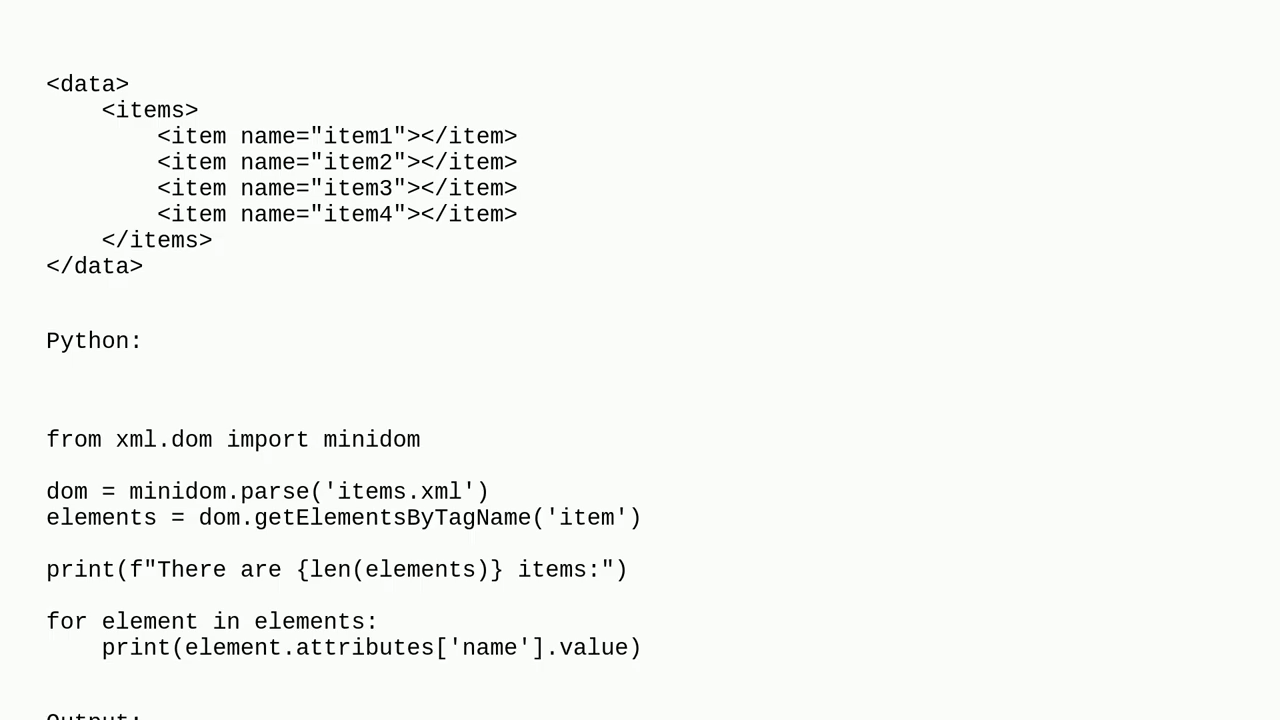 <data>
    <items>
        <item name="item1"></item>
        <item name="item2"></item>
        <item name="item3"></item>
        <item name="item4"></item>
    </items>
</data>
Python:
from xml.dom import minidom
dom = minidom.parse('items.xml')
elements = dom.getElementsByTagName('item')
print(f"There are {len(elements)} items:")
for element in elements:
    print(element.attributes['name'].value)
Output: